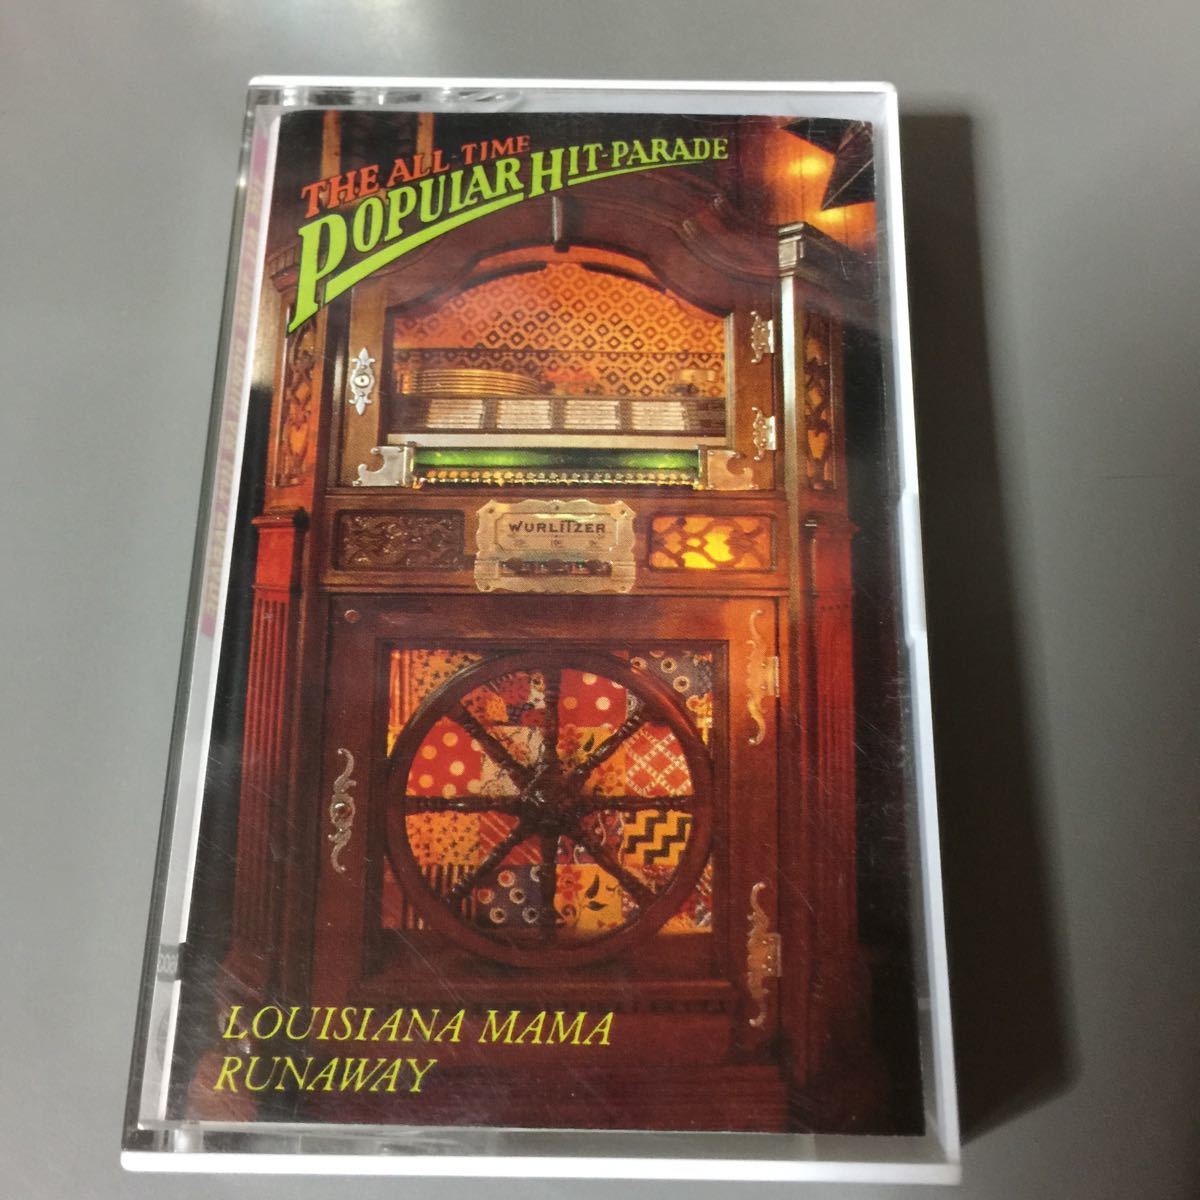 THE ALL-TIME
POPULAR HIT-PARADE
WURLITZER
LOUISIANA MAMA
RUNAWAY